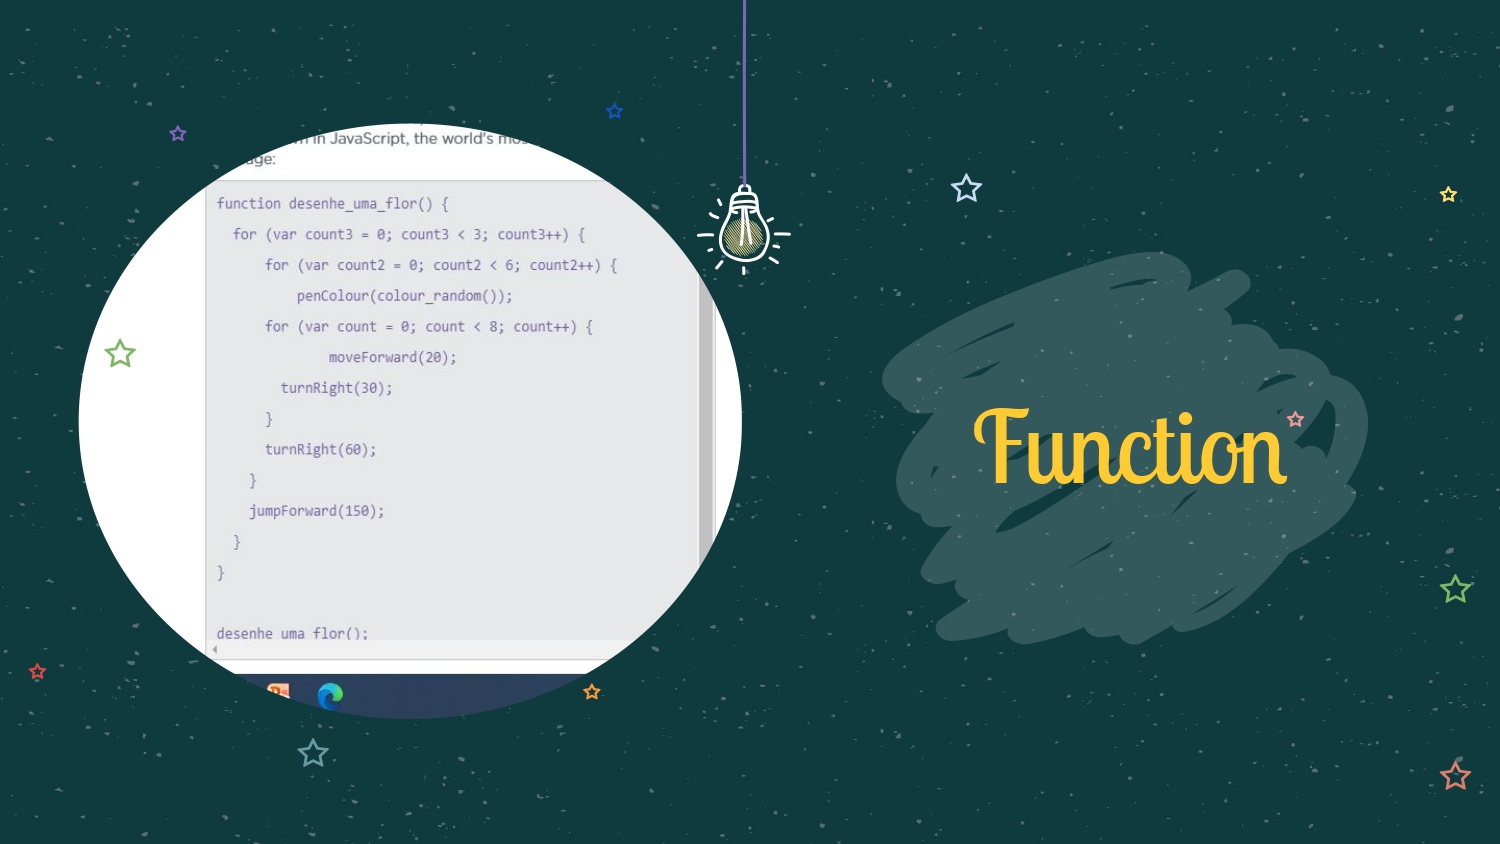 in JavaScript, the world's
function desenhe_uma_flor() {
for (var count3 = 0; count3 < 3; count3++) {
for (var count2 = 0; count2 < 6; count2++) {
penColour(colour_random());
for (var count = 0; count < 8; count++) {
moveForward(20);
turnRight(30);
}
turnRight(60);
}
jumpForward(150);
}
}
desenhe_uma_flor();
Function